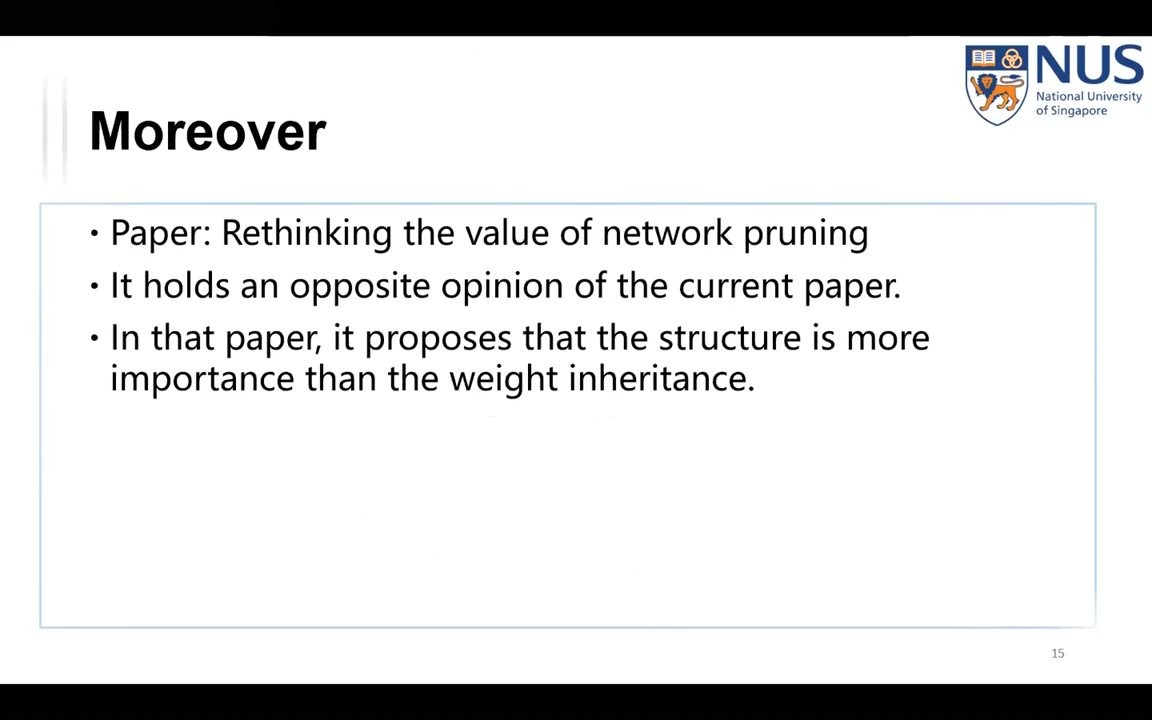 NUS
National University
of Singapore
Moreover
• Paper: Rethinking the value of network pruning
• It holds an opposite opinion of the current paper.
• In that paper, it proposes that the structure is more
importance than the weight inheritance.
15